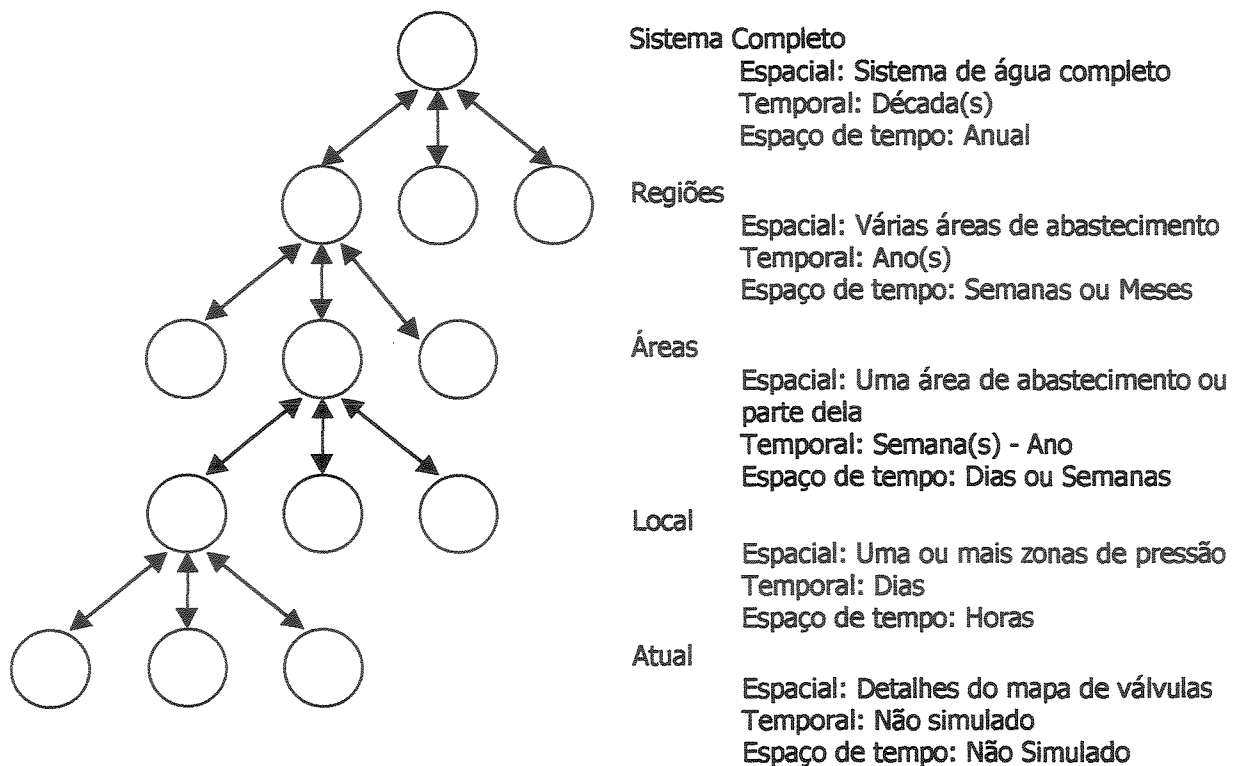 Sistema Completo
Espacial: Sistema de água completo
Temporal: Década(s)
Espaço de tempo: Anual
Regiões
Espacial: Várias áreas de abastecimento
Temporal: Ano(s)
Espaço de tempo: Semanas ou Meses
Áreas
Espacial: Uma área de abastecimento ou
parte dela
Temporal: Semana(s) - Ano
Espaço de tempo: Dias ou Semanas
Local
Espacial: Uma ou mais zonas de pressão
Temporal: Dias
Espaço de tempo: Horas
Atual
Espacial: Detalhes do mapa de válvulas
Temporal: Não simulado
Espaço de tempo: Não Simulado